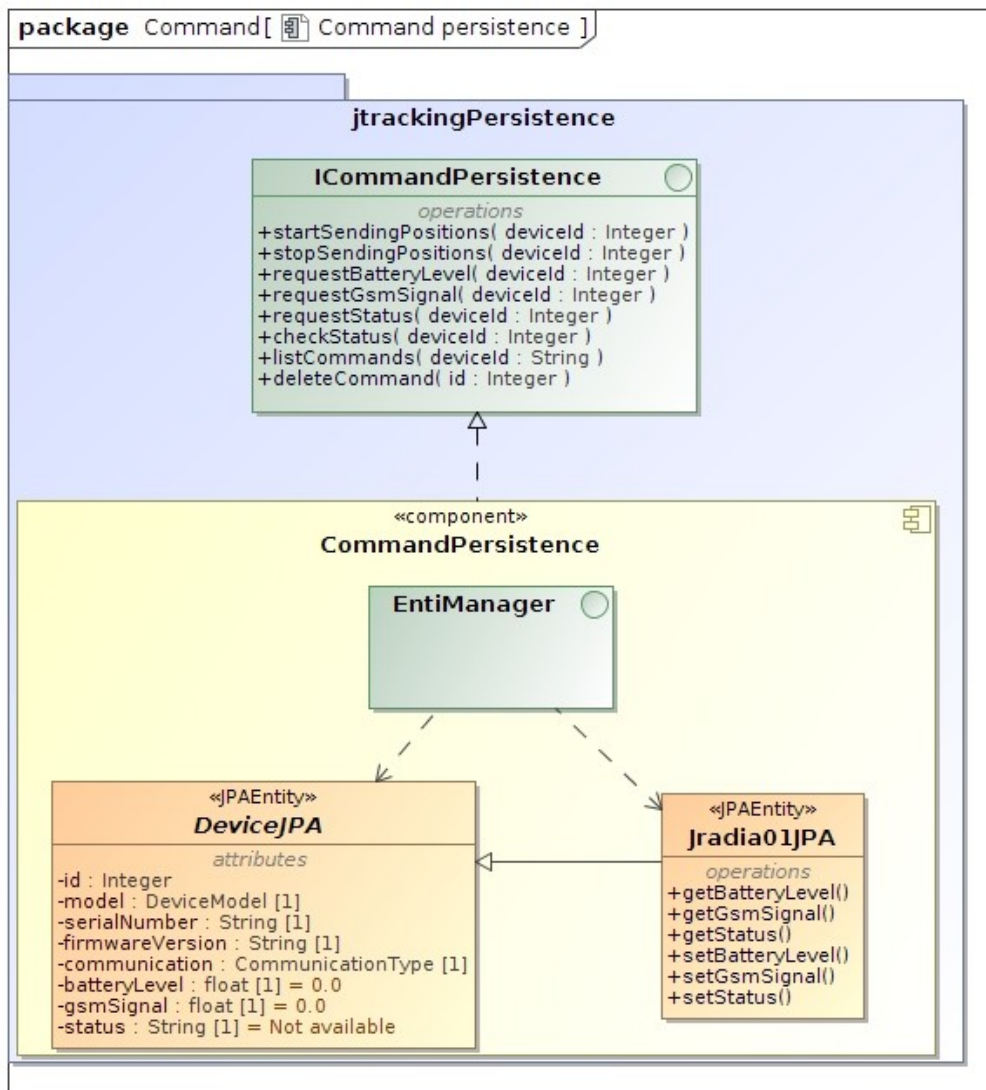 package Command[ Command persistence ]
jtrackingPersistence
ICommandPersistence
operations
+startSendingPositions( deviceId : Integer )
+stopSendingPositions( deviceId : Integer )
+requestBatteryLevel( deviceId : Integer )
+requestGsmSignal( deviceId : Integer )
+requestStatus( deviceId : Integer )
+checkStatus( deviceId : Integer )
+listCommands( deviceId : String )
+deleteCommand( id : Integer )
«component»
CommandPersistence
EntiManager
«JPAEntity»
DeviceJPA
attributes
-id : Integer
-model : DeviceModel [1]
-serialNumber : String [1]
-firmwareVersion : String [1]
-communication : CommunicationType [1]
-batteryLevel : float [1] = 0.0
-gsmSignal : float [1] = 0.0
-status : String [1] = Not available
«JPAEntity»
Jradia01JPA
operations
+getBatteryLevel()
+getGsmSignal()
+getStatus()
+setBatteryLevel()
+setGsmSignal()
+setStatus()